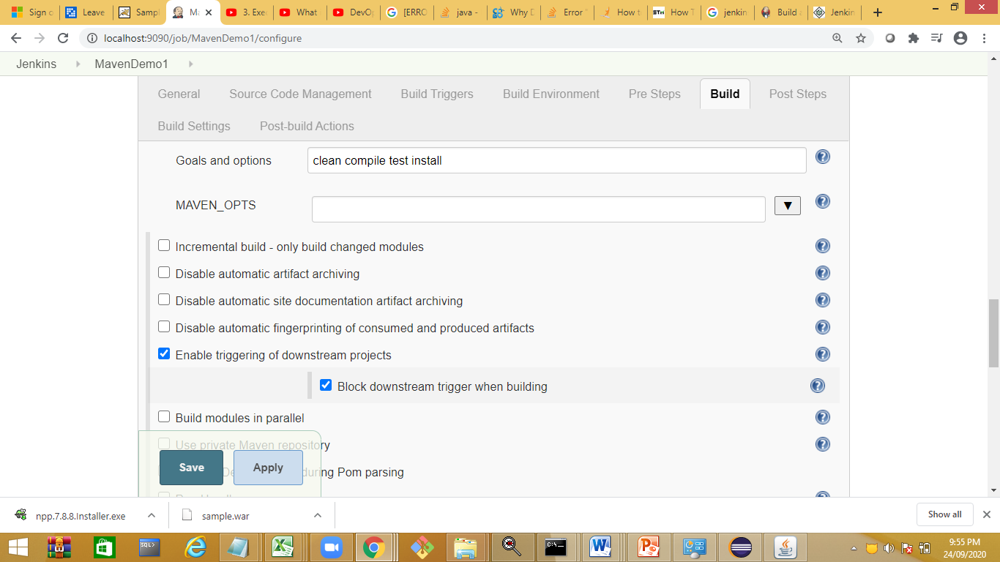 Sign o
Leave
Sampl
Ma
3. Exec
What
DevOp
[ERRO
java -
Why D
Error
How t
How T
jenkin
Build a
Jenkin
localhost:9090/job/MavenDemo1/configure
Jenkins MavenDemo1
General Source Code Management Build Triggers Build Environment Pre Steps Build Post Steps
Build Settings Post-build Actions
Goals and options clean compile test install
MAVEN_OPTS
Incremental build - only build changed modules
Disable automatic artifact archiving
Disable automatic site documentation artifact archiving
Disable automatic fingerprinting of consumed and produced artifacts
Enable triggering of downstream projects
Block downstream trigger when building
Build modules in parallel
Use private Maven repository
during Pom parsing
Save Apply
npp.7.8.8.Installer.exe sample.war Show all
9:55 PM
24/09/2020